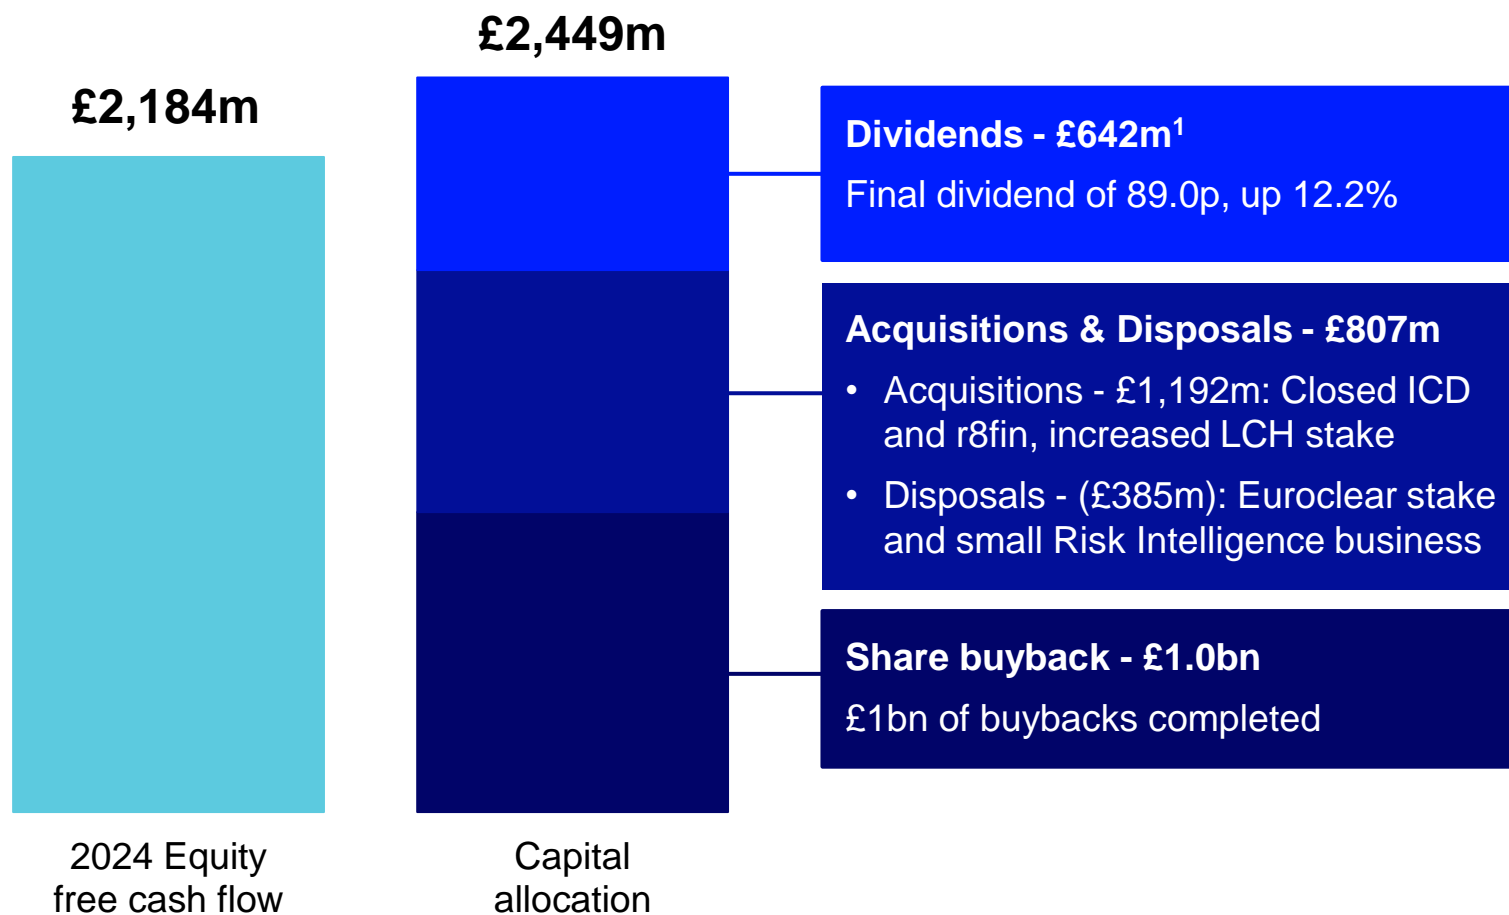 £2,449m
£2,184m
Dividends - £642m¹
Final dividend of 89.0p, up 12.2%
Acquisitions & Disposals - £807m
• Acquisitions - £1,192m: Closed ICD
and r8fin, increased LCH stake
• Disposals - (£385m): Euroclear stake
and small Risk Intelligence business
Share buyback - £1.0bn
£1bn of buybacks completed
2024 Equity
free cash flow
Capital
allocation